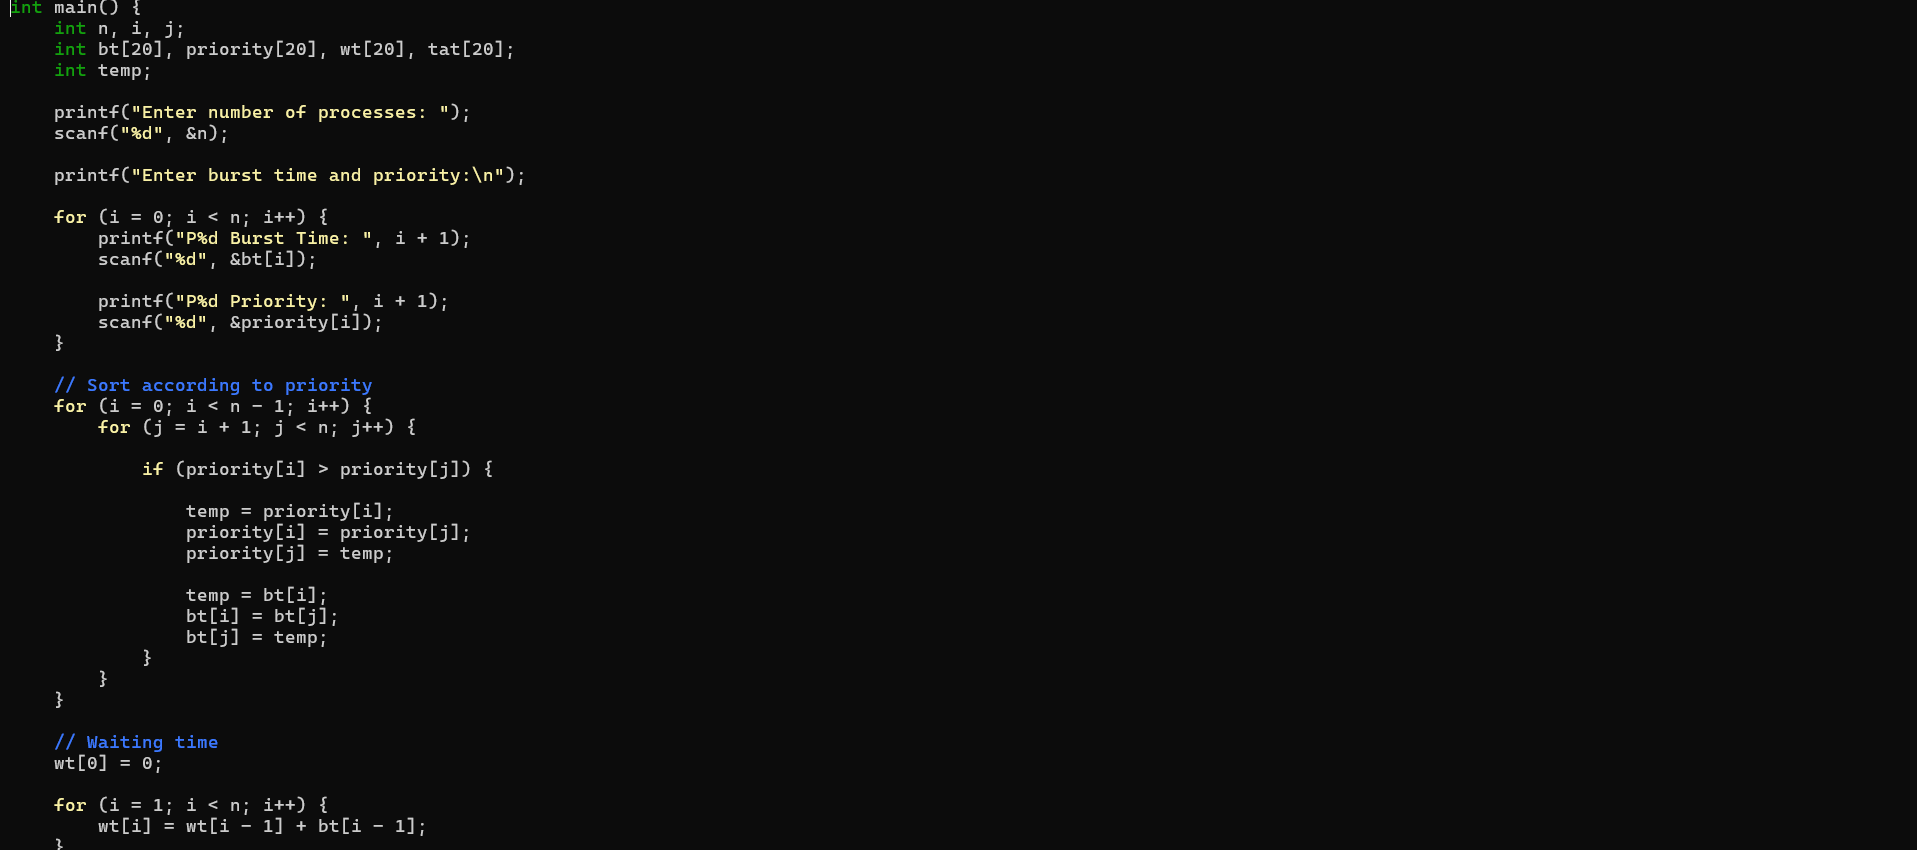 int main() {
    int n, i, j;
    int bt[20], priority[20], wt[20], tat[20];
    int temp;

    printf("Enter number of processes: ");
    scanf("%d", &n);

    printf("Enter burst time and priority:\n");

    for (i = 0; i < n; i++) {
        printf("P%d Burst Time: ", i + 1);
        scanf("%d", &bt[i]);

        printf("P%d Priority: ", i + 1);
        scanf("%d", &priority[i]);
    }

    // Sort according to priority
    for (i = 0; i < n - 1; i++) {
        for (j = i + 1; j < n; j++) {

            if (priority[i] > priority[j]) {

                temp = priority[i];
                priority[i] = priority[j];
                priority[j] = temp;

                temp = bt[i];
                bt[i] = bt[j];
                bt[j] = temp;
            }
        }
    }

    // Waiting time
    wt[0] = 0;

    for (i = 1; i < n; i++) {
        wt[i] = wt[i - 1] + bt[i - 1];
    }